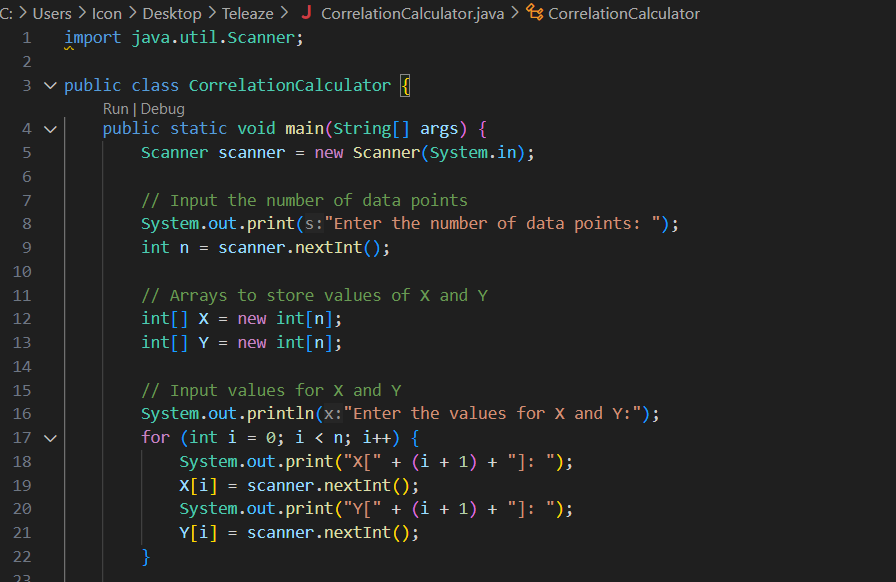 C: > Users > Icon > Desktop > Teleaze > J CorrelationCalculator.java > CorrelationCalculator
1 import java.util.Scanner;
2
3 public class CorrelationCalculator {
Run | Debug
4 public static void main(String[] args) {
5 Scanner scanner = new Scanner(System.in);
6
7 // Input the number of data points
8 System.out.print(s:"Enter the number of data points: ");
9 int n = scanner.nextInt();
10
11 // Arrays to store values of X and Y
12 int[] X = new int[n];
13 int[] Y = new int[n];
14
15 // Input values for X and Y
16 System.out.println(x:"Enter the values for X and Y:");
17 for (int i = 0; i < n; i++) {
18 System.out.print("X[" + (i + 1) + "]: ");
19 X[i] = scanner.nextInt();
20 System.out.print("Y[" + (i + 1) + "]: ");
21 Y[i] = scanner.nextInt();
22 }
23